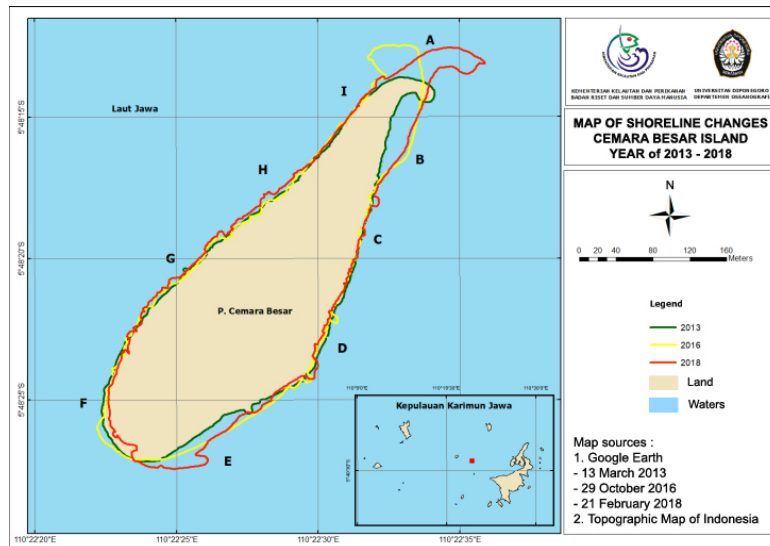 A
I
Laut Jawa
B
H
C
G
P. Cemara Besar
D
F
E
5°48'15"
5°48'20"
5°48'25"
110°22'20"E
110°22'25"E
110°22'30"E
110°22'35"E
Kepulauan Karimun Jawa
KEMENTERIAN KELAUTAN DAN PERIKANAN
BADAN RISET DAN SUMBER DAYA MANUSIA
UNIVERSITAS DIPONEGORO
DEPARTEMEN OSEANOGRAFI
MAP OF SHORELINE CHANGES
CEMARA BESAR ISLAND
YEAR of 2013 - 2018
N
0 20 40 80 120 160
Meters
Legend
2013
2016
2018
Land
Waters
Map sources :
1. Google Earth
- 13 March 2013
- 29 October 2016
- 21 February 2018
2. Topographic Map of Indonesia